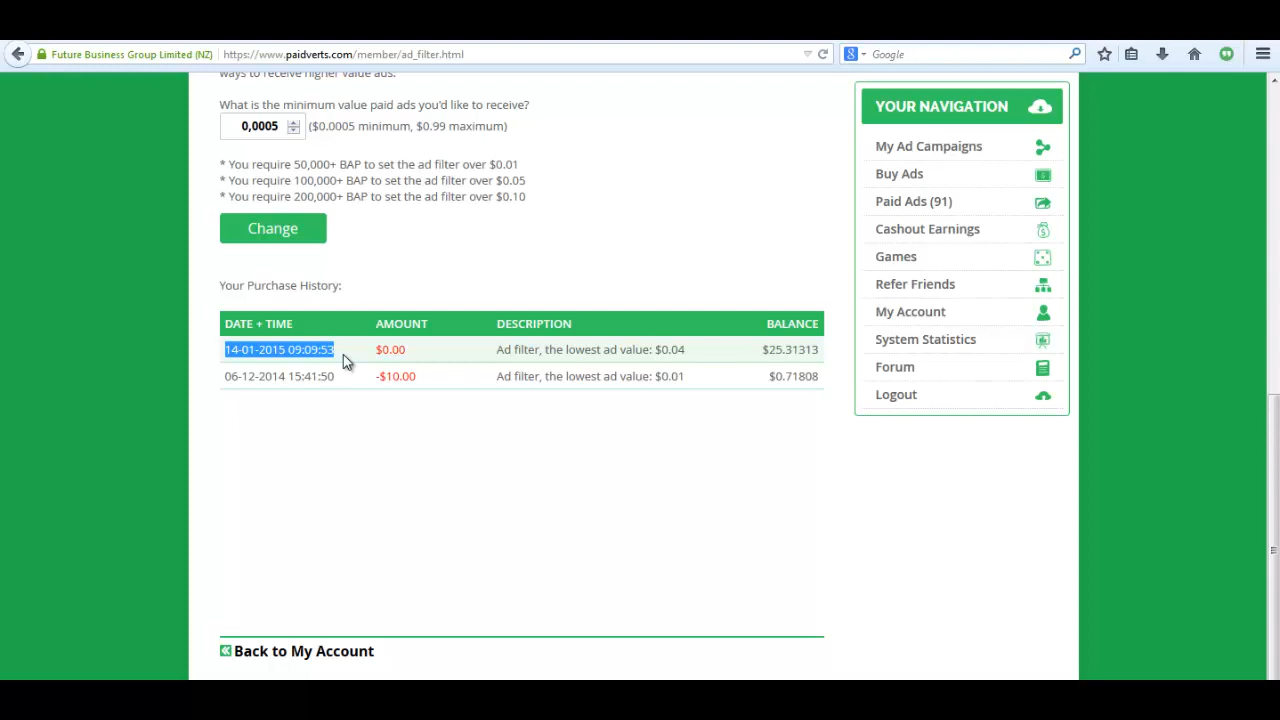 Future Business Group Limited (NZ) https://www.paidverts.com/member/ad_filter.html Google
ways to receive higher value ads.
What is the minimum value paid ads you'd like to receive?
0,0005 ($0.0005 minimum, $0.99 maximum)
* You require 50,000+ BAP to set the ad filter over $0.01
* You require 100,000+ BAP to set the ad filter over $0.05
* You require 200,000+ BAP to set the ad filter over $0.10
Change
Your Purchase History:
DATE + TIME AMOUNT DESCRIPTION BALANCE
14-01-2015 09:09:53 $0.00 Ad filter, the lowest ad value: $0.04 $25.31313
06-12-2014 15:41:50 -$10.00 Ad filter, the lowest ad value: $0.01 $0.71808
Back to My Account
YOUR NAVIGATION
My Ad Campaigns
Buy Ads
Paid Ads (91)
Cashout Earnings
Games
Refer Friends
My Account
System Statistics
Forum
Logout